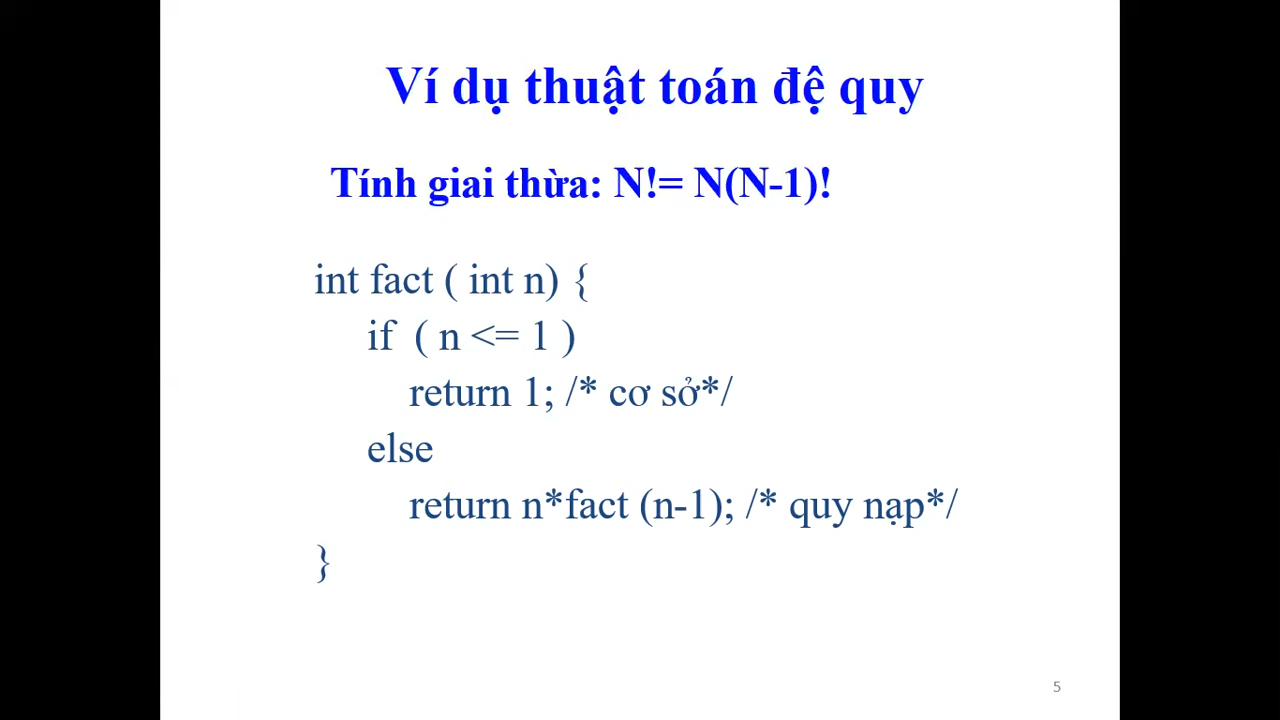 Ví dụ thuật toán đệ quy
Tính giai thừa: N!= N(N-1)!
int fact ( int n) {
if ( n <= 1 )
return 1; /* cơ sở*/
else
return n*fact (n-1); /* quy nạp*/
}
5